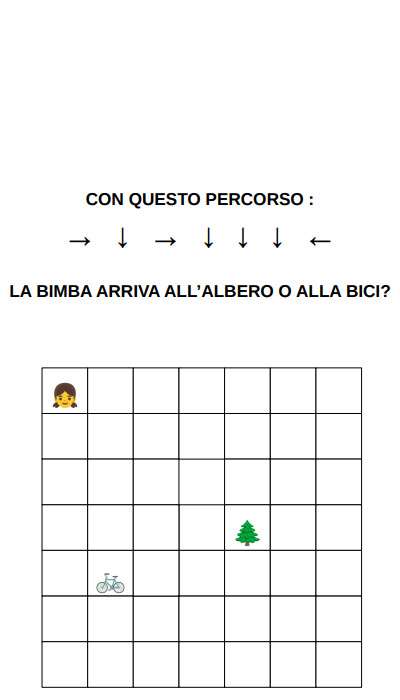 CON QUESTO PERCORSO :
→ ↓ → ↓ ↓ ↓ ←
LA BIMBA ARRIVA ALL’ALBERO O ALLA BICI?